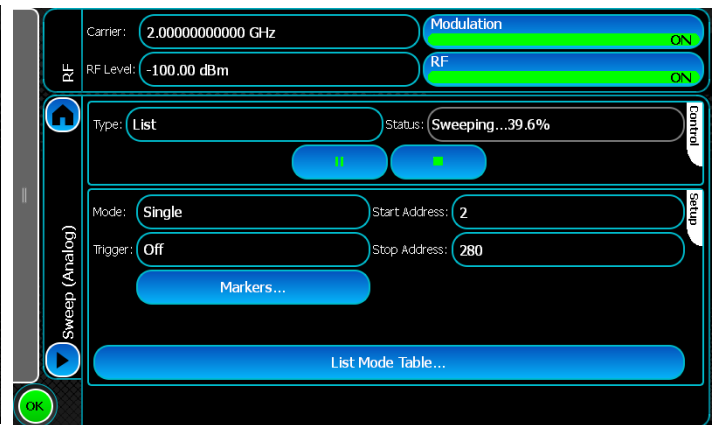 Carrier: 2.00000000000 GHz
Modulation
ON
RF Level: -100.00 dBm
RF
ON
RF
Type: List
Status: Sweeping...39.6%
Control
Mode: Single
Start Address: 2
Setup
Trigger: Off
Stop Address: 280
Markers...
Sweep (Analog)
List Mode Table...
OK